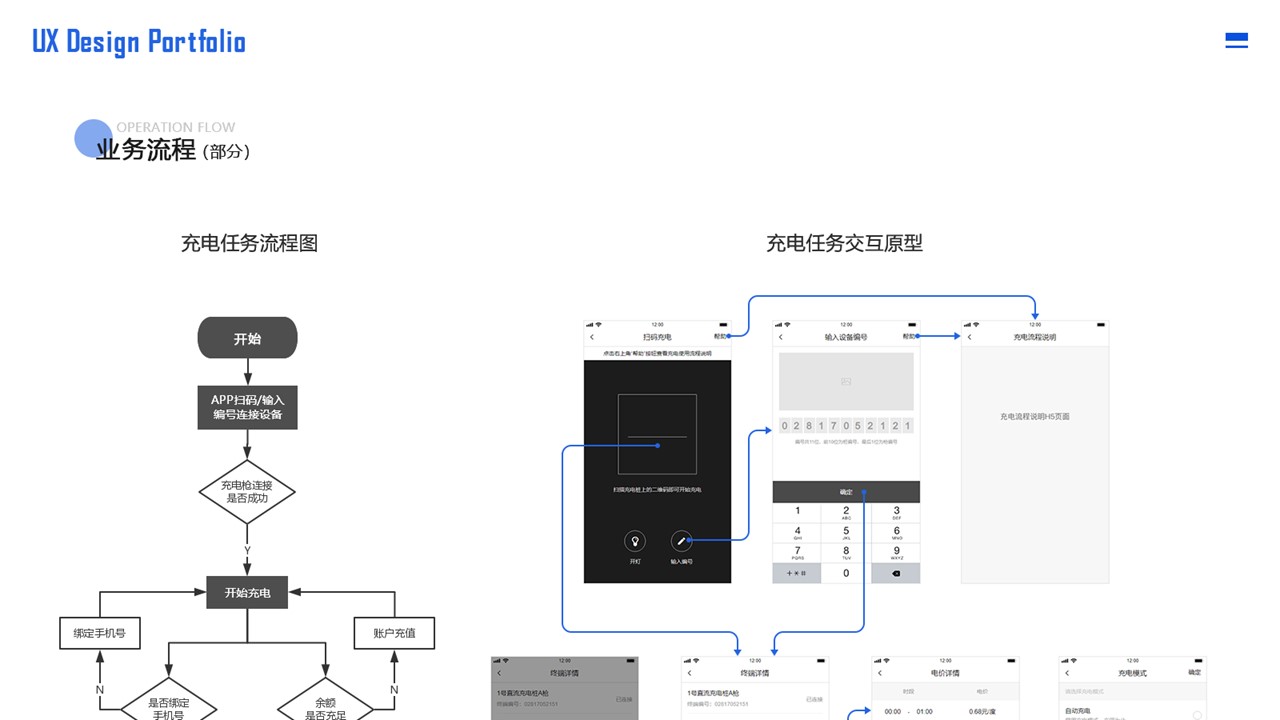 UX Design Portfolio
OPERATION FLOW
业务流程（部分）
充电任务流程图
充电任务交互原型
开始
APP扫码/输入
编号连接设备
充电枪连接
是否成功
Y
开始充电
绑定手机号
账户充值
N
N
是否绑定
手机号
余额
是否充足
12:00
扫码充电
帮助
点击右上角“帮助”按钮查看充电使用流程说明
扫描充电桩上的二维码即可开始充电
开灯
输入编号
12:00
输入设备编号
帮助
0 2 8 1 7 0 5 2 1 2 1
编号共11位，前10位为桩编号，最后1位为枪编号
确定
1
2
ABC
3
DEF
4
GHI
5
JKL
6
MNO
7
PQRS
8
TUV
9
WXYZ
+*#
0
12:00
充电流程说明
充电流程说明H5页面
12:00
终端详情
1号直流充电桩A枪
终端编号：02817052151
已连接
12:00
终端详情
1号直流充电桩A枪
终端编号：02817052151
已连接
12:00
电价详情
时段
电价
00:00 - 01:00
0.68元/度
12:00
充电模式
确定
请选择充电模式
自动充电